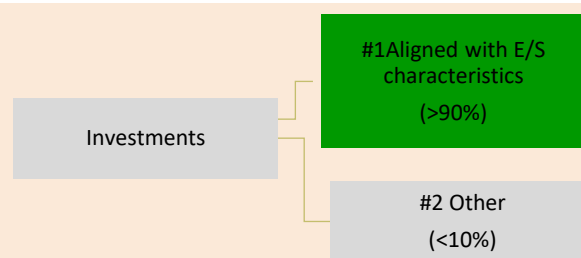 #1Aligned with E/S
characteristics
(>90%)
Investments
#2 Other
(<10%)